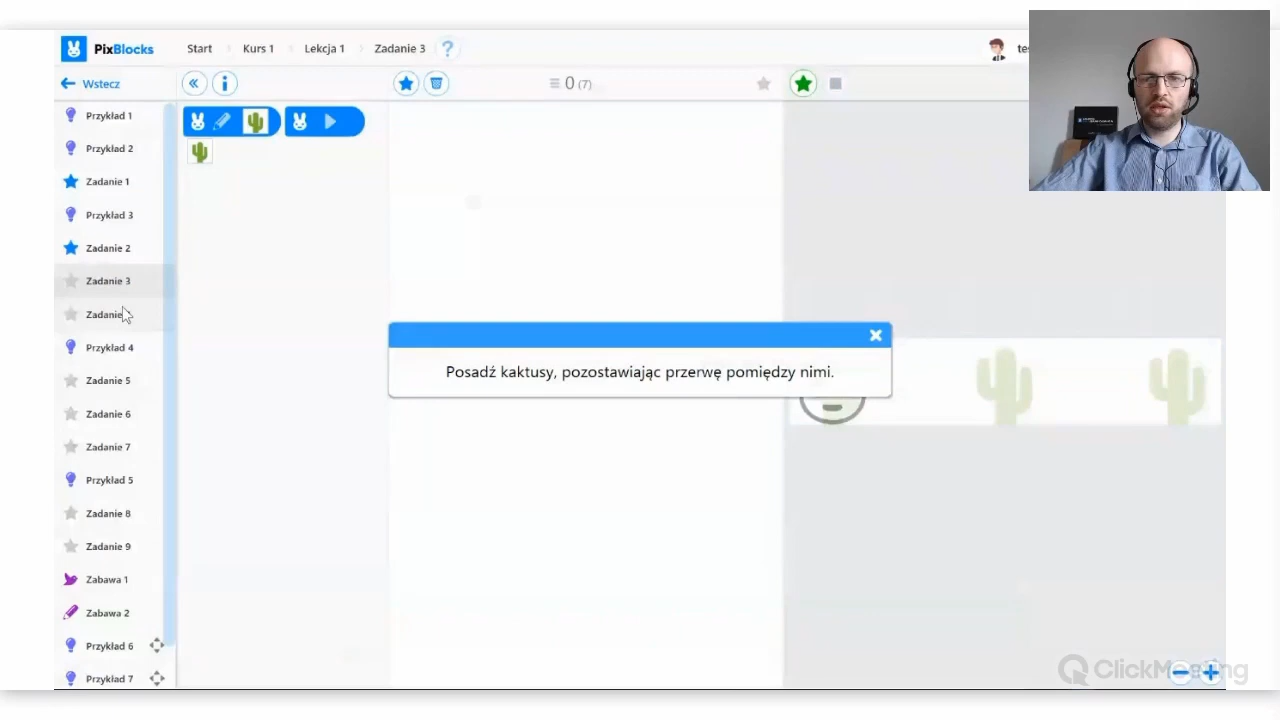 PixBlocks
Start
Kurs 1
Lekcja 1
Zadanie 3
?
Wstecz
0 (7)
Przykład 1
Przykład 2
Zadanie 1
Przykład 3
Zadanie 2
Zadanie 3
Zadanie
Przykład 4
Zadanie 5
Zadanie 6
Zadanie 7
Przykład 5
Zadanie 8
Zadanie 9
Zabawa 1
Zabawa 2
Przykład 6
Przykład 7
Posadź kaktusy, pozostawiając przerwę pomiędzy nimi.
ClickMeeting